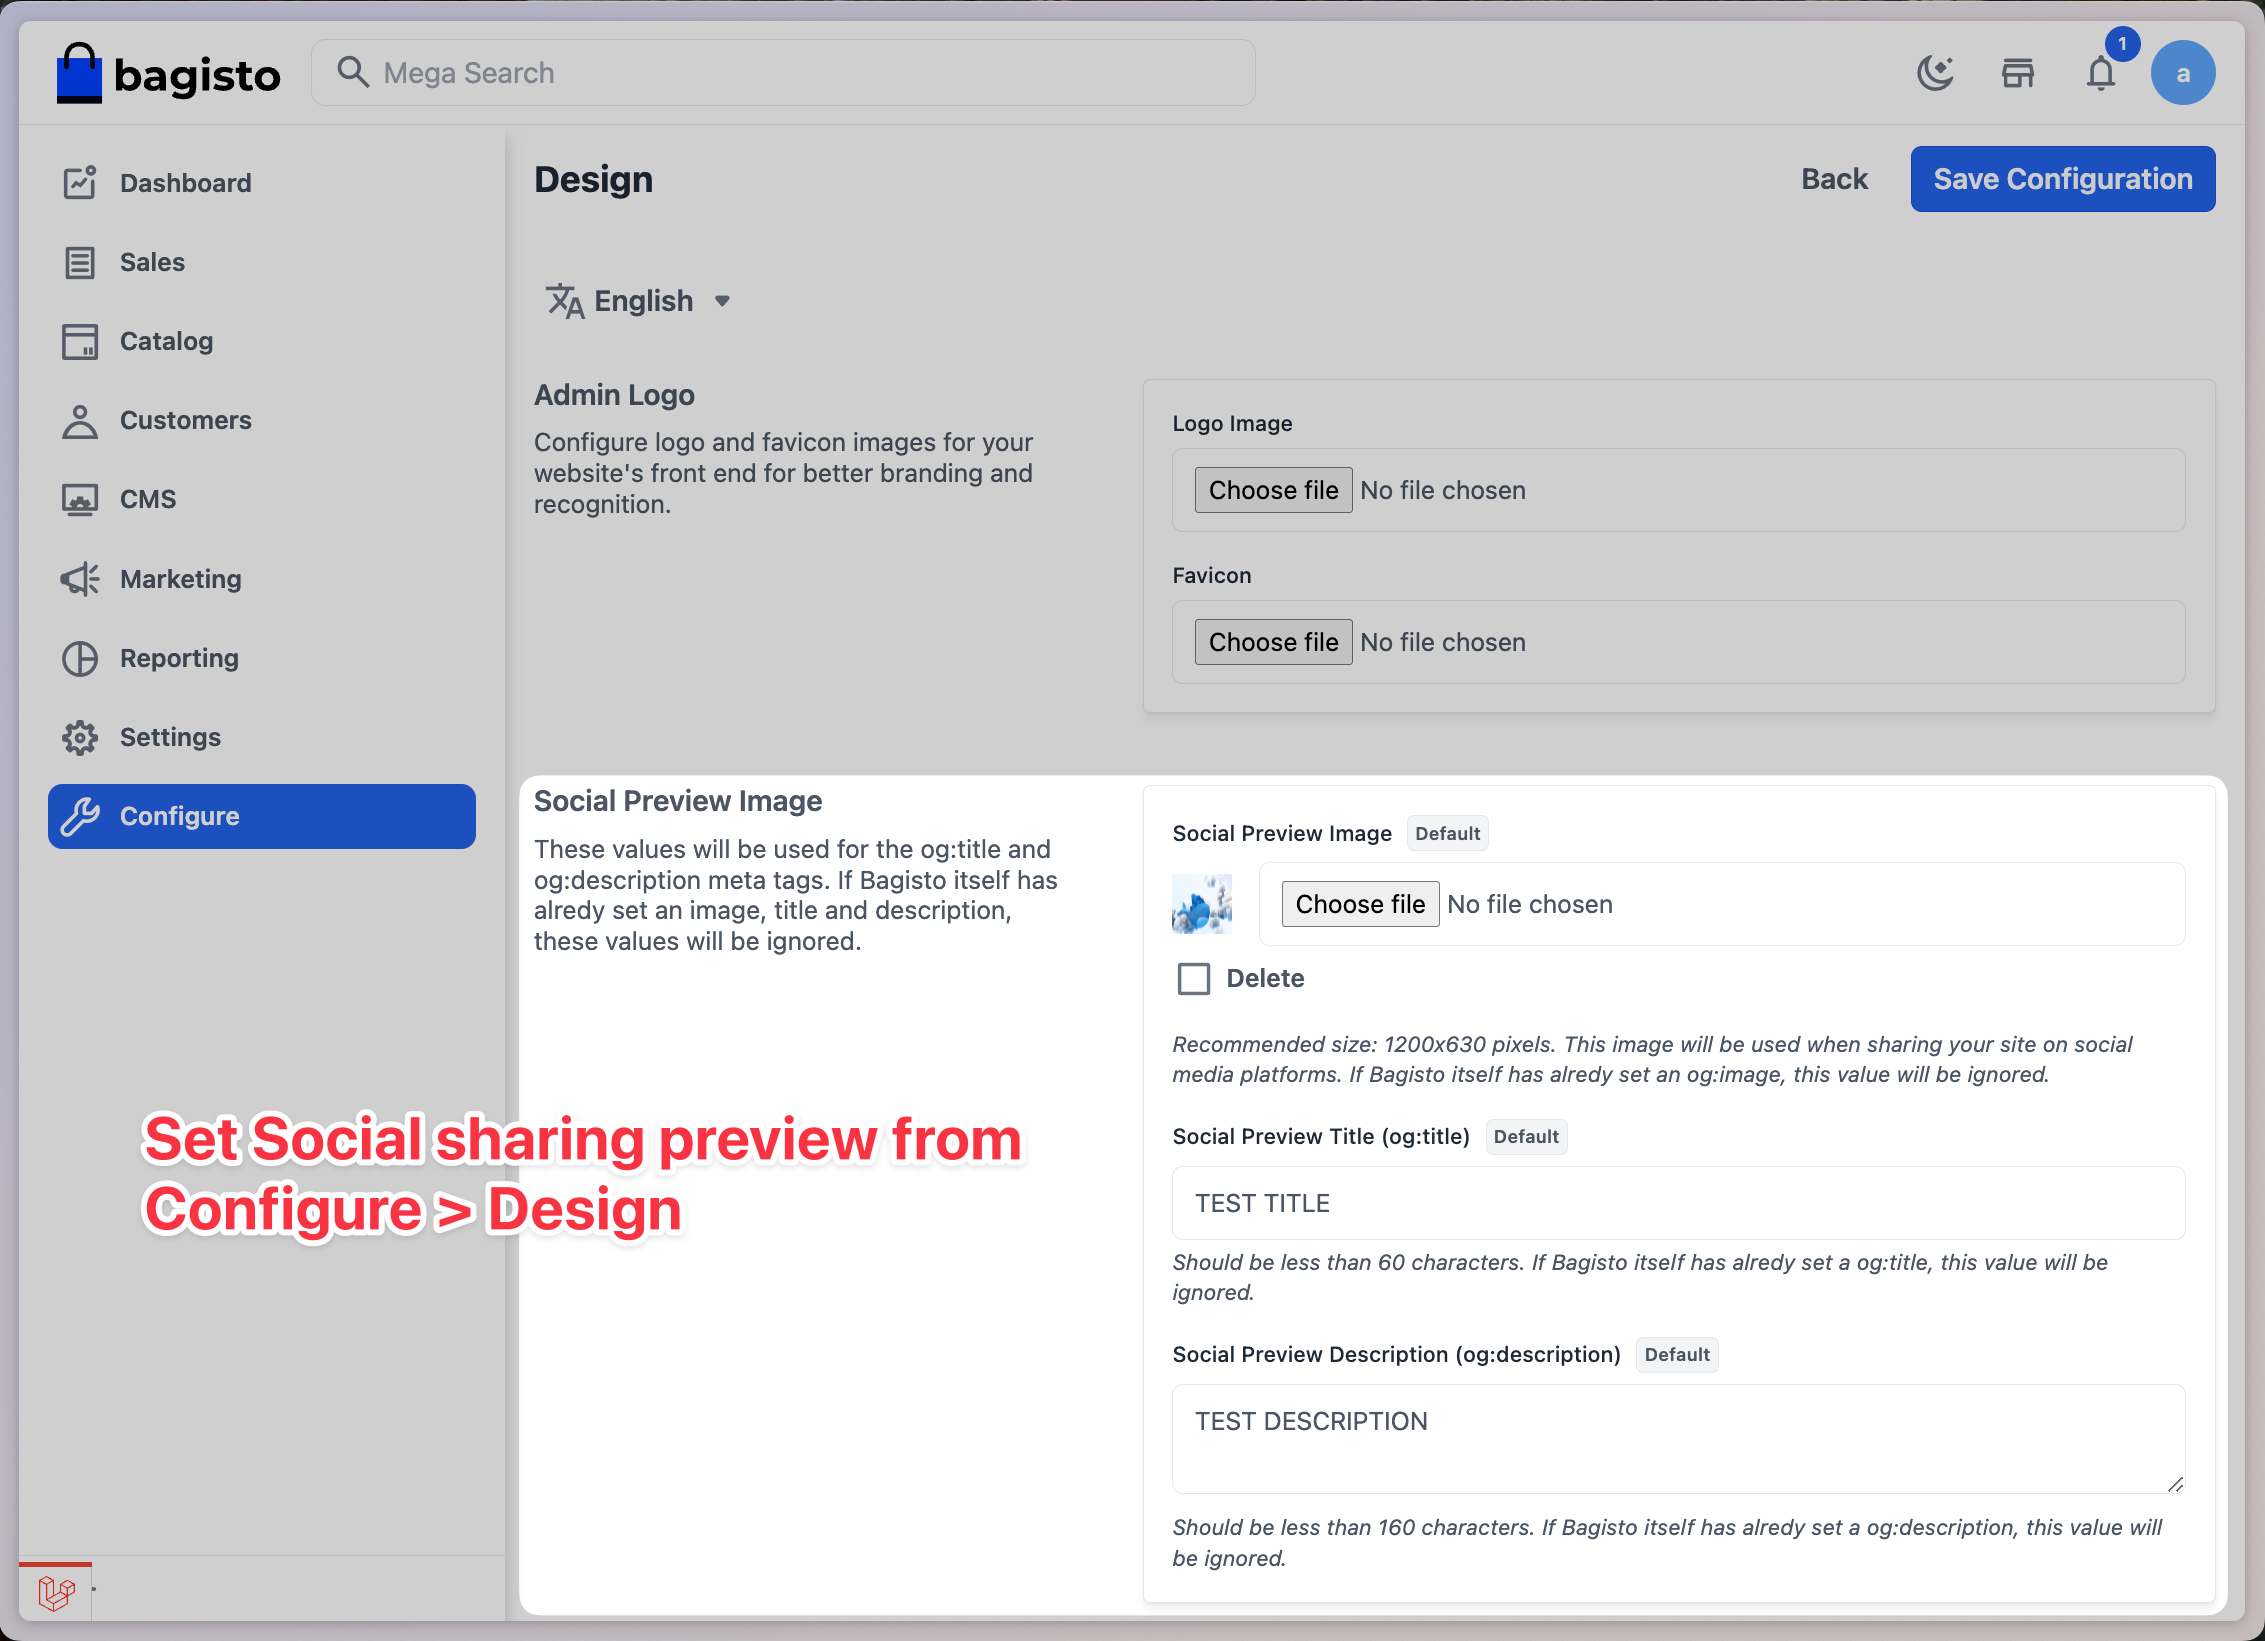 bagisto
Mega Search
1
a
Dashboard
Sales
Catalog
Customers
CMS
Marketing
Reporting
Settings
Configure
Design
Back
Save Configuration
English
Admin Logo
Configure logo and favicon images for your
website's front end for better branding and
recognition.
Logo Image
Choose file No file chosen
Favicon
Choose file No file chosen
Social Preview Image
These values will be used for the og:title and
og:description meta tags. If Bagisto itself has
alredy set an image, title and description,
these values will be ignored.
Social Preview Image Default
Choose file No file chosen
Delete
Recommended size: 1200x630 pixels. This image will be used when sharing your site on social
media platforms. If Bagisto itself has alredy set an og:image, this value will be ignored.
Social Preview Title (og:title) Default
TEST TITLE
Should be less than 60 characters. If Bagisto itself has alredy set a og:title, this value will be
ignored.
Social Preview Description (og:description) Default
TEST DESCRIPTION
Should be less than 160 characters. If Bagisto itself has alredy set a og:description, this value will
be ignored.
Set Social sharing preview from
Configure > Design